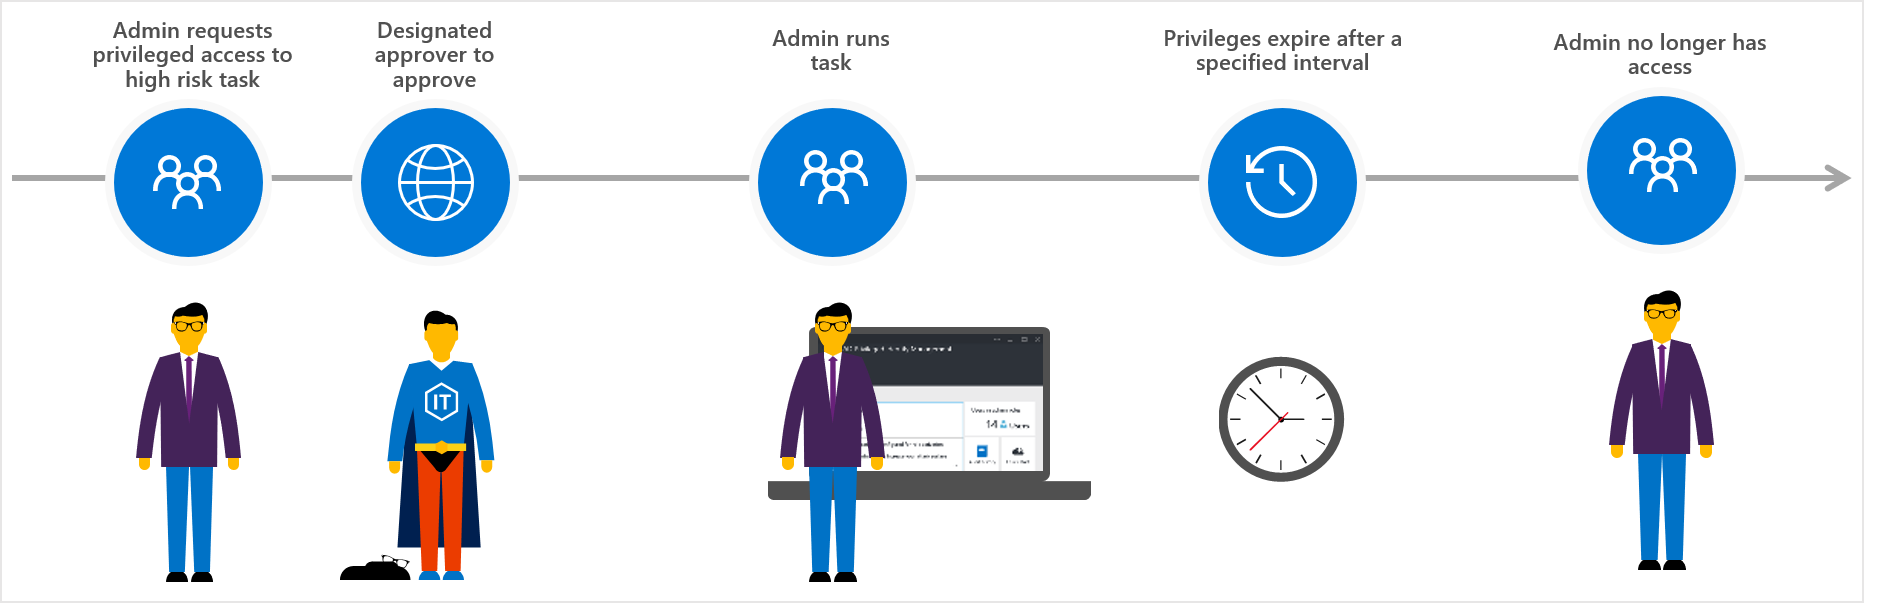 Admin requests
privileged access to
high risk task
Designated
approver to
approve
Admin runs
task
Privileges expire after a
specified interval
Admin no longer has
access
IT
14